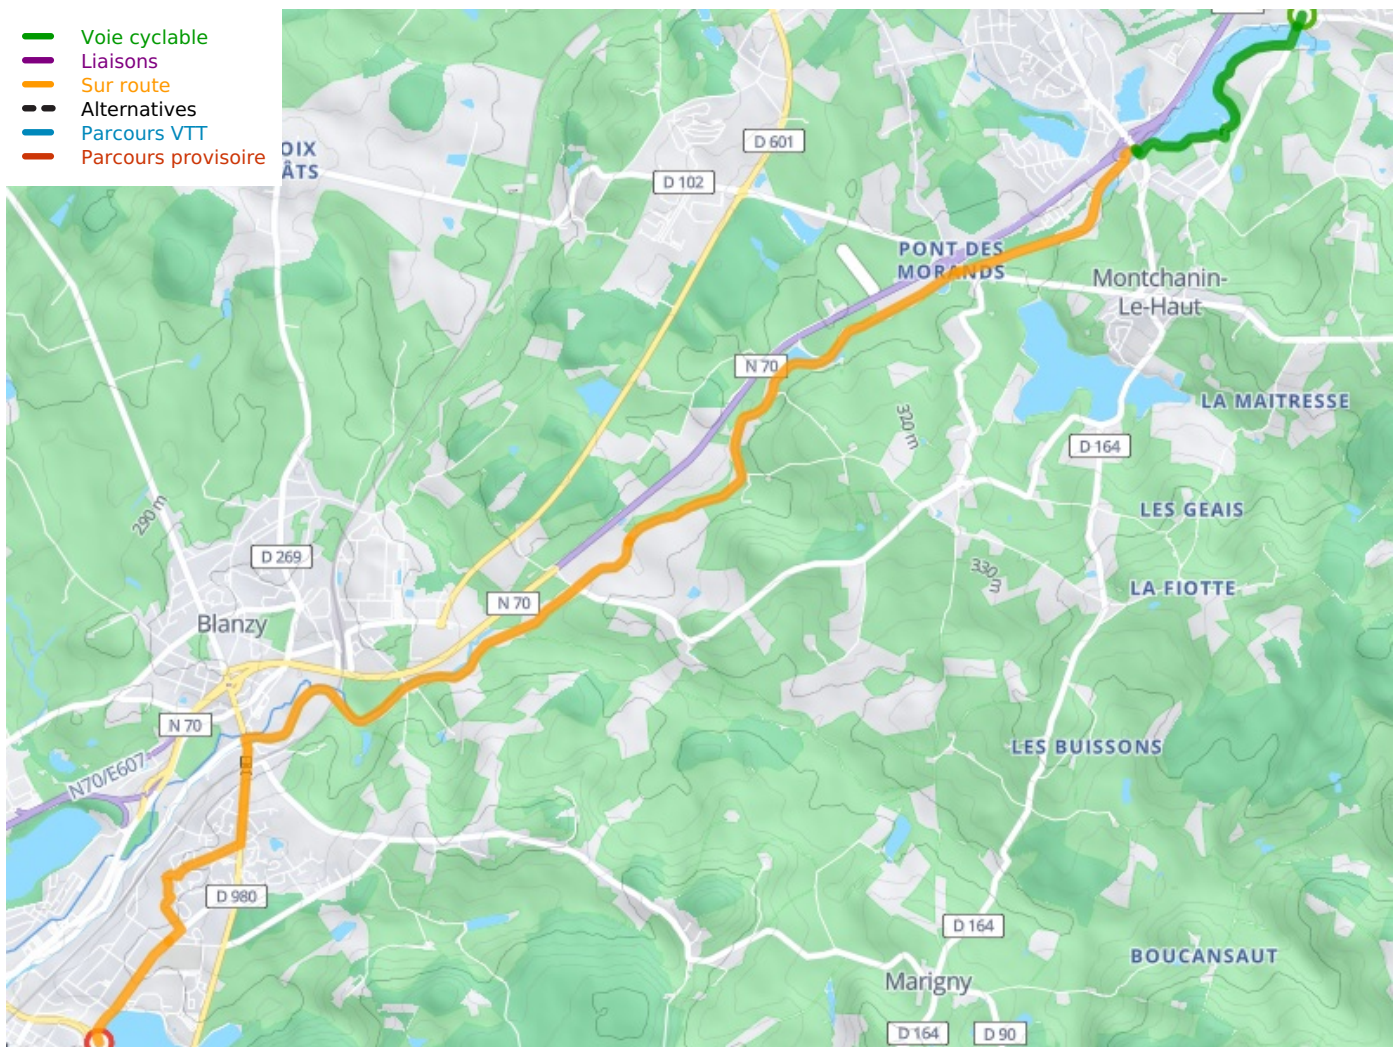 Voie cyclable
Liaisons
Sur route
Alternatives
Parcours VTT
Parcours provisoire
OIX
ÂTS
D 601
D 102
PONT DES
MORANDS
Montchanin-
Le-Haut
N 70
LA MAITRESSE
320 m
D 164
290 m
LES GEAIS
D 269
330 m
LA FIOTTE
N 70
Blanzy
N 70
LES BUISSONS
N70/E607
D 980
D 164
BOUCANSAUT
Marigny
D 164
D 90